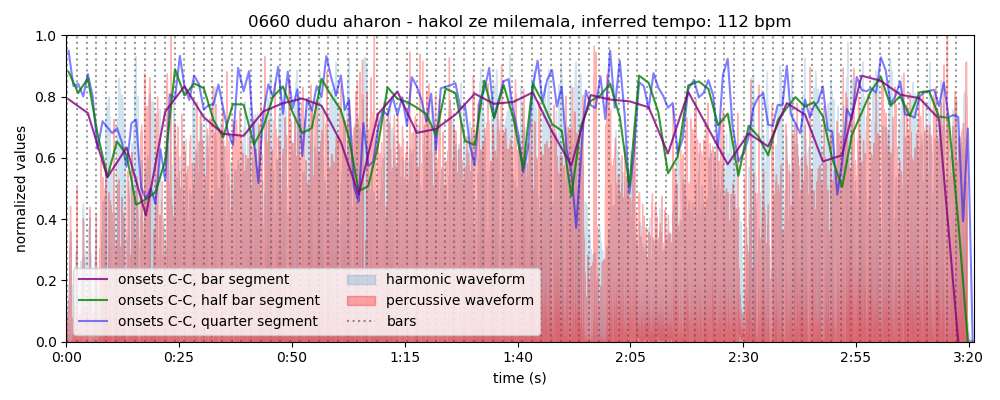 0660 dudu aharon - hakol ze milemala, inferred tempo: 112 bpm
normalized values
1.0
0.8
0.6
0.4
0.2
0.0
onsets C-C, bar segment
onsets C-C, half bar segment
onsets C-C, quarter segment
harmonic waveform
percussive waveform
bars
0:00 0:25 0:50 1:15 1:40 2:05 2:30 2:55 3:20
time (s)